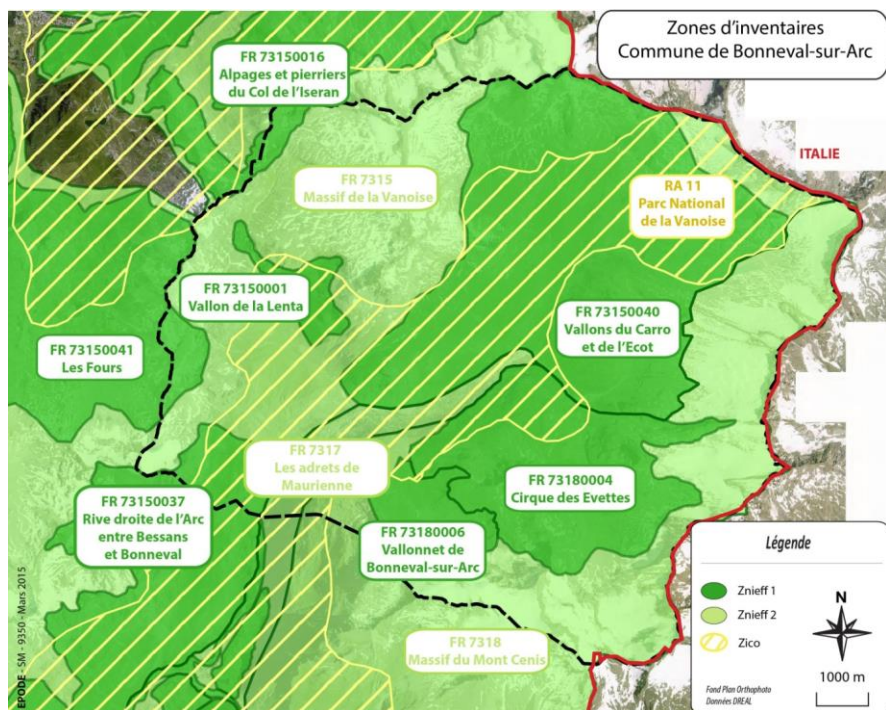 Zones d'inventaires
Commune de Bonneval-sur-Arc
FR 73150016
Alpages et pierriers
du Col de l'Iseran
ITALIE
FR 7315
Massif de la Vanoise
RA 11
Parc National
de la Vanoise
FR 73150001
Vallon de la Lenta
FR 73150040
Vallons du Carro
et de l'Ecot
FR 73150041
Les Fours
FR 7317
Les adrets de
Maurienne
FR 73180004
Cirque des Evettes
FR 73150037
Rive droite de l'Arc
entre Bessans
et Bonneval
FR 73180006
Vallonnet de
Bonneval-sur-Arc
FR 7318
Massif du Mont Cenis
Légende
Znieff 1
Znieff 2
Zico
N
1000 m
Fond Plan Orthophoto
Données DREAL
EPODE - SM - 9350 - Mars 2015